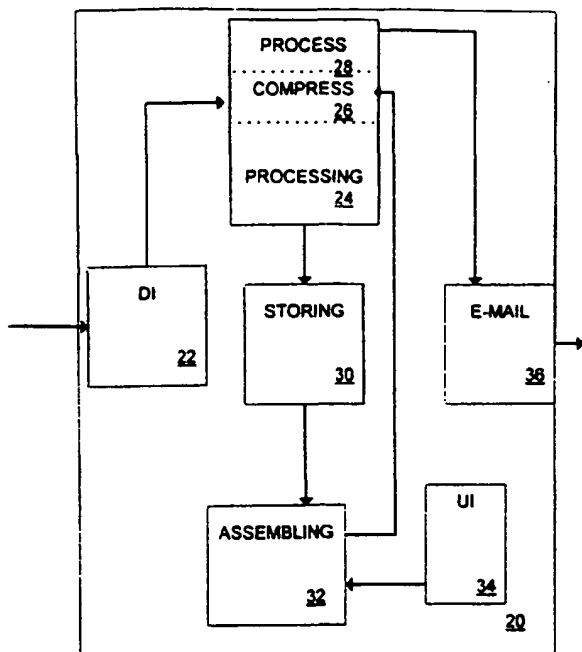 PROCESS
28
COMPRESS
26
PROCESSING
24
DI
22
STORING
30
E-MAIL
36
ASSEMBLING
32
UI
34
20